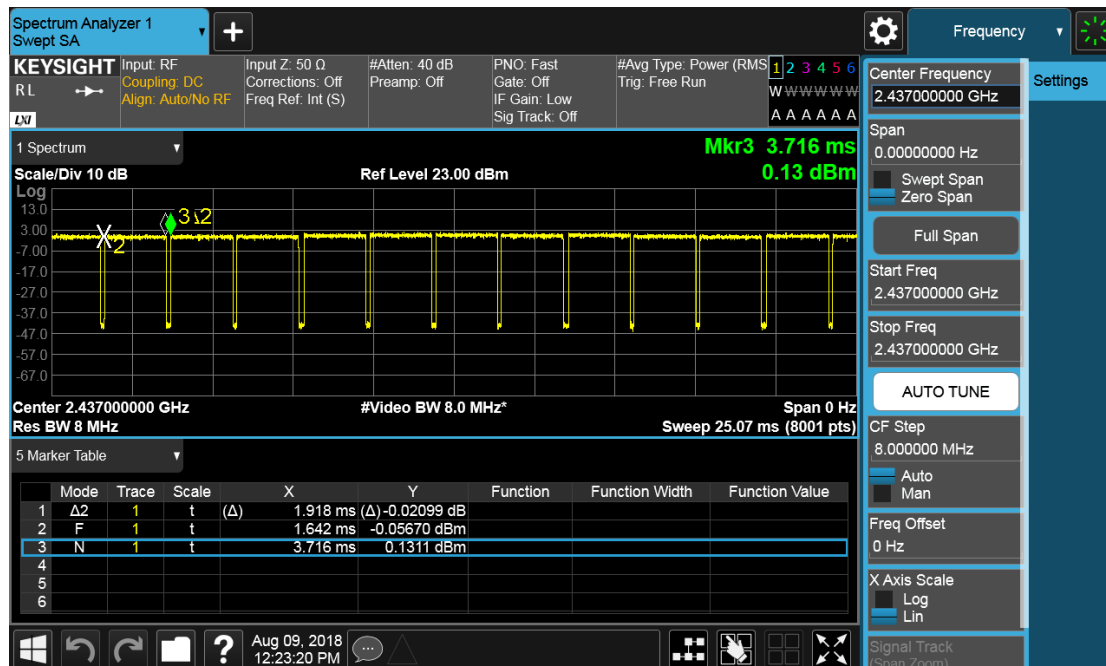 Spectrum Analyzer 1
Swept SA
+
Frequency
KEYSIGHT
RL
LXI
Input: RF
Coupling: DC
Align: Auto/No RF
Input Z: 50 Ω
Corrections: Off
Freq Ref: Int (S)
#Atten: 40 dB
Preamp: Off
PNO: Fast
Gate: Off
IF Gain: Low
Sig Track: Off
#Avg Type: Power (RMS
Trig: Free Run
1 2 3 4 5 6
W W W W W W
A A A A A A
1 Spectrum
Mkr3 3.716 ms
Scale/Div 10 dB
Ref Level 23.00 dBm
0.13 dBm
Log
13.0
3.00
-7.00
-17.0
-27.0
-37.0
-47.0
-57.0
-67.0
2
Center 2.437000000 GHz
#Video BW 8.0 MHz*
Span 0 Hz
Res BW 8 MHz
Sweep 25.07 ms (8001 pts)
5 Marker Table
Mode Trace Scale X Y Function Function Width Function Value
1 Δ2 1 t (Δ) 1.918 ms (Δ) -0.02099 dB
2 F 1 t 1.642 ms -0.05670 dBm
3 N 1 t 3.716 ms 0.1311 dBm
4
5
6
Aug 09, 2018
12:23:20 PM
?
Center Frequency
2.437000000 GHz
Settings
Span
0.00000000 Hz
Swept Span
Zero Span
Full Span
Start Freq
2.437000000 GHz
Stop Freq
2.437000000 GHz
AUTO TUNE
CF Step
8.000000 MHz
Auto
Man
Freq Offset
0 Hz
X Axis Scale
Log
Lin
Signal Track
(Span Zoom)